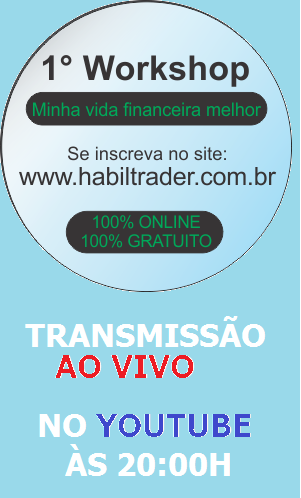 1° Workshop
Minha vida financeira melhor
Se inscreva no site:
www.habiltrader.com.br
100% ONLINE
100% GRATUITO
TRANSMISSÃO
AO VIVO
NO YOUTUBE
ÀS 20:00H